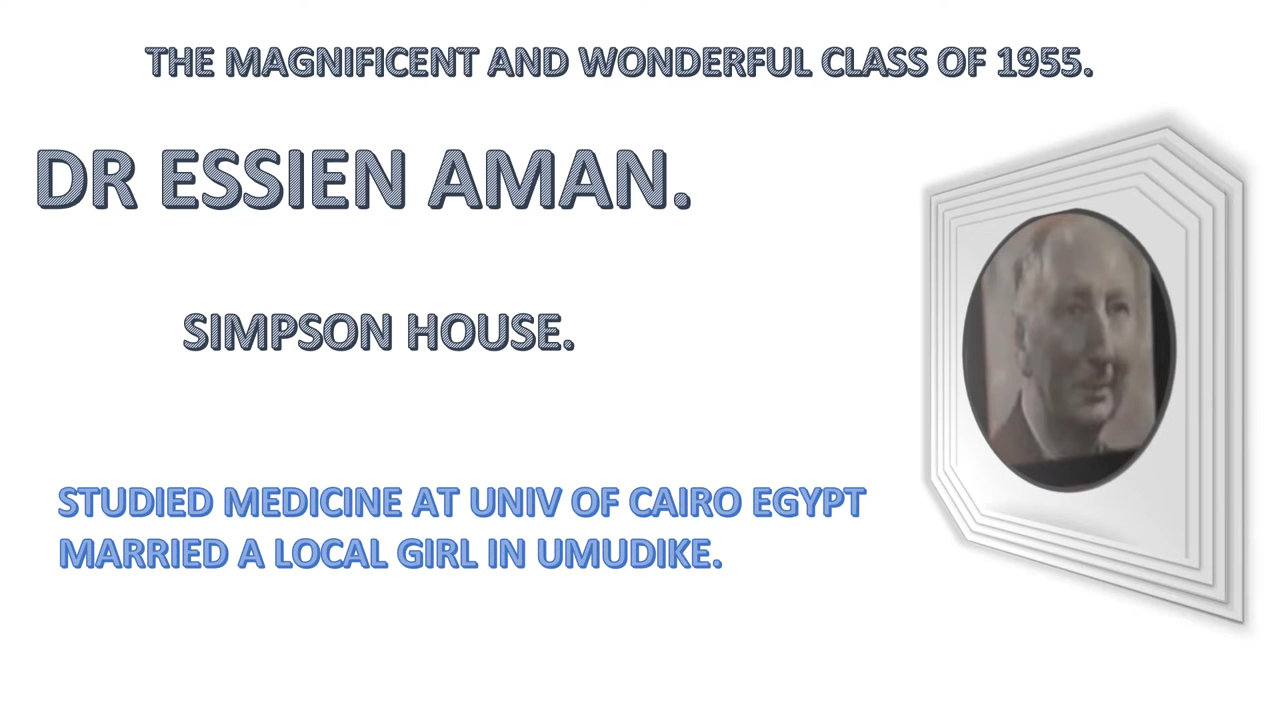 THE MAGNIFICENT AND WONDERFUL CLASS OF 1955.
DR ESSIEN AMAN.
SIMPSON HOUSE.
STUDIED MEDICINE AT UNIV OF CAIRO EGYPT
MARRIED A LOCAL GIRL IN UMUDIKE.